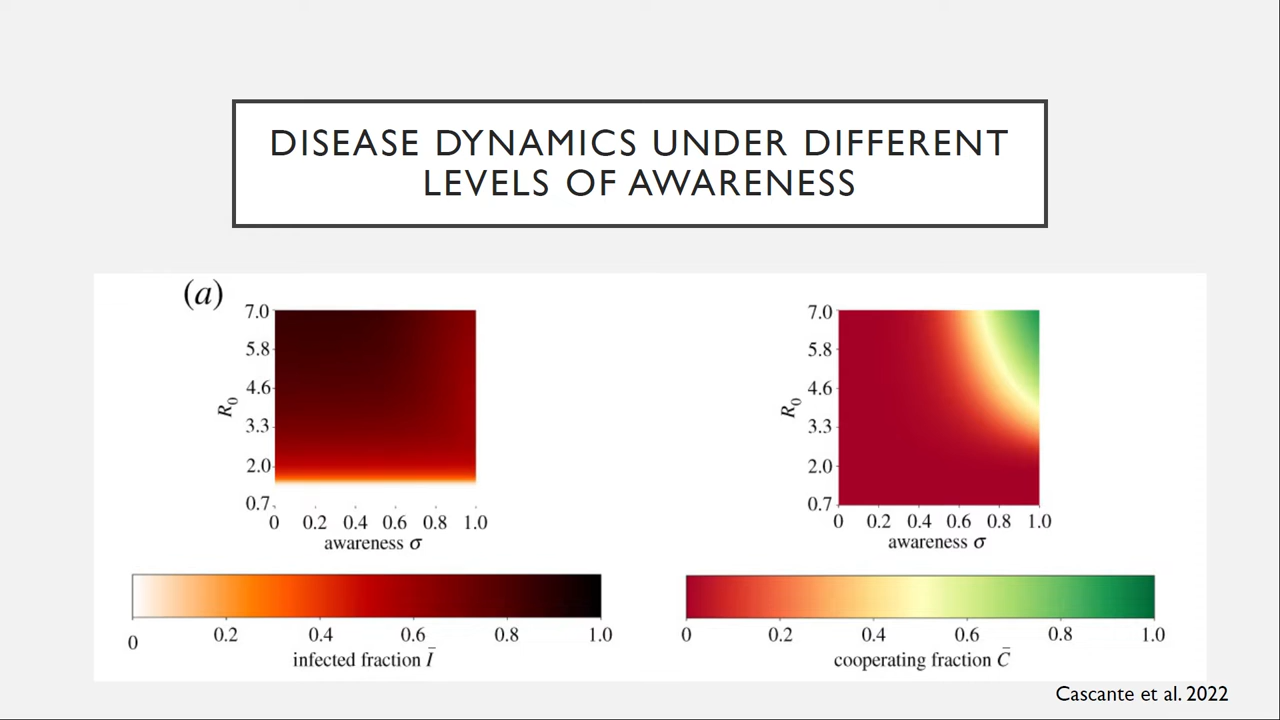 DISEASE DYNAMICS UNDER DIFFERENT
LEVELS OF AWARENESS
(a)
7.0
5.8
4.6
3.3
2.0
0.7
R0
0 0.2 0.4 0.6 0.8 1.0
awareness σ
0 0.2 0.4 0.6 0.8 1.0
infected fraction Ī
7.0
5.8
4.6
3.3
2.0
0.7
R0
0 0.2 0.4 0.6 0.8 1.0
awareness σ
0 0.2 0.4 0.6 0.8 1.0
cooperating fraction C̄
Cascante et al. 2022